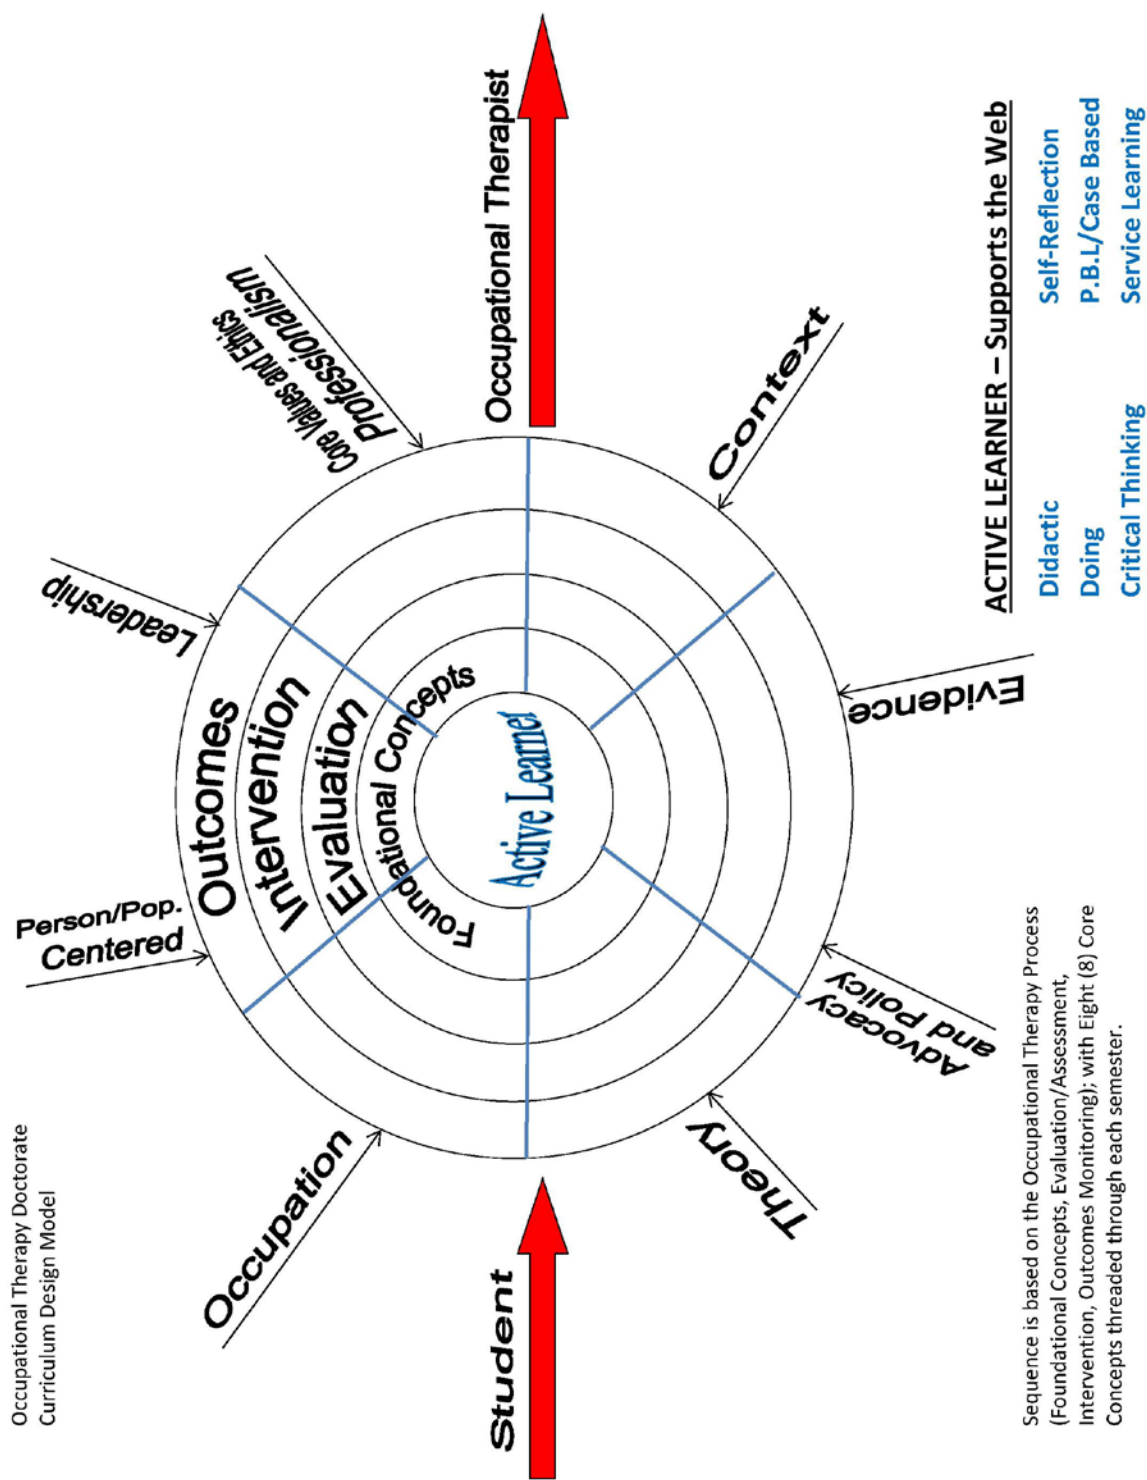 Occupational Therapy Doctorate
Curriculum Design Model
Person/Pop.
Centered
Leadership
Core Values and Ethics
Professionalism
Occupation
Outcomes
Intervention
Evaluation
Foundational Concepts
Active Learner
Student
Occupational Therapist
Theory
Advocacy
and Policy
Evidence
Context
Sequence is based on the Occupational Therapy Process
(Foundational Concepts, Evaluation/Assessment,
Intervention, Outcomes Monitoring); with Eight (8) Core
Concepts threaded through each semester.
ACTIVE LEARNER – Supports the Web
Didactic Self-Reflection
Doing P.B.L/Case Based
Critical Thinking Service Learning